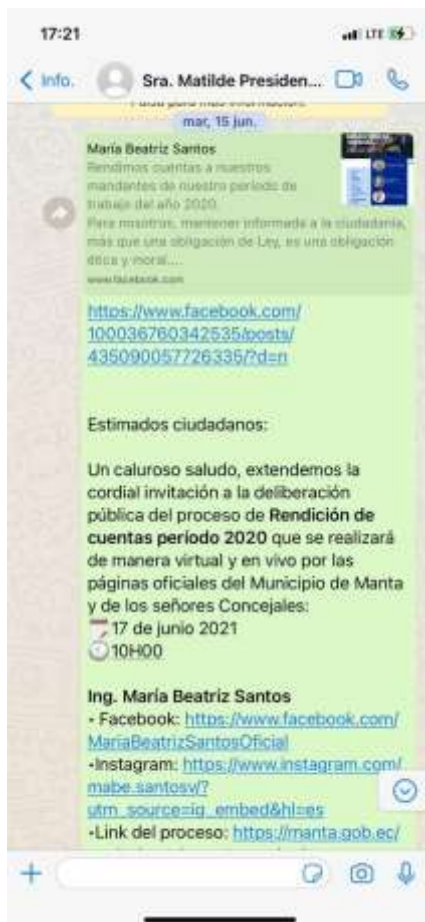 17:21
LTE
Info.
Sra. Matilde Presiden...
mar, 15 jun.
María Beatriz Santos
Rendimos cuentas a nuestros
mandantes de nuestro período de
trabajo del año 2020.
Para nosotros, mantener informada a la ciudadanía,
más que una obligación de Ley, es una obligación
ética y moral....
www.facebook.com
https://www.facebook.com/
100036760342535/posts/
435090057726335/?d=n
Estimados ciudadanos:
Un caluroso saludo, extendemos la
cordial invitación a la deliberación
pública del proceso de Rendición de
cuentas período 2020 que se realizará
de manera virtual y en vivo por las
páginas oficiales del Municipio de Manta
y de los señores Concejales:
17 de junio 2021
10H00
Ing. María Beatriz Santos
- Facebook: https://www.facebook.com/
MariaBeatrizSantosOficial
•Instagram: https://www.instagram.com/
mabe.santosv/?
utm_source=ig_embed&hl=es
•Link del proceso: https://manta.gob.ec/